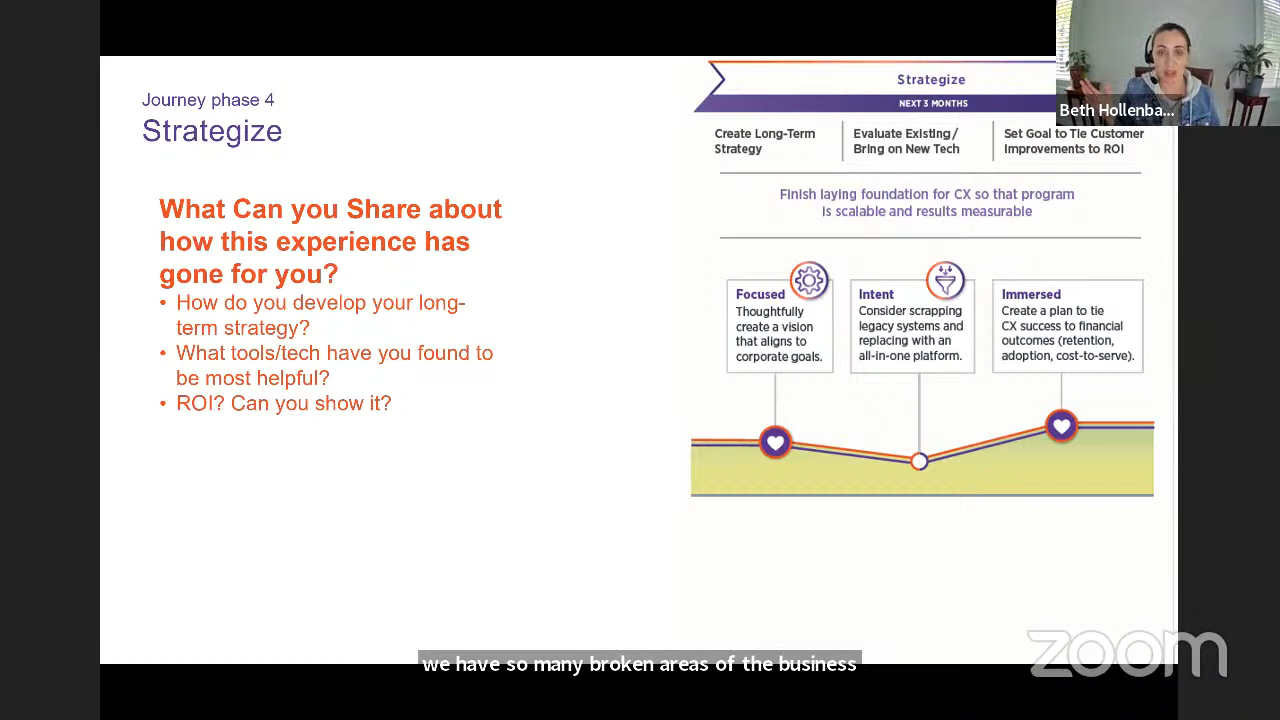 Journey phase 4
Strategize
What Can you Share about
how this experience has
gone for you?
• How do you develop your long-
term strategy?
• What tools/tech have you found to
be most helpful?
• ROI? Can you show it?
Strategize
NEXT 3 MONTHS
Create Long-Term
Strategy
Evaluate Existing/
Bring on New Tech
Set Goal to Tie Customer
Improvements to ROI
Finish laying foundation for CX so that program
is scalable and results measurable
Focused
Thoughtfully
create a vision
that aligns to
corporate goals.
Intent
Consider scrapping
legacy systems and
replacing with an
all-in-one platform.
Immersed
Create a plan to tie
CX success to financial
outcomes (retention,
adoption, cost-to-serve).
Beth Hollenba...
we have so many broken areas of the business
zoom